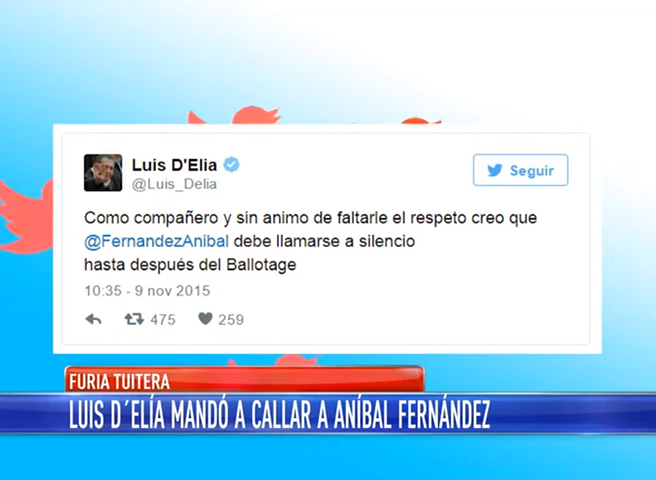 Luis D'Elia
@Luis_Delia
Seguir
Como compañero y sin animo de faltarle el respeto creo que
@FernandezAnibal debe llamarse a silencio
hasta después del Ballotage
10:35 - 9 nov 2015
475 259
FURIA TUITERA
LUIS D´ELÍA MANDÓ A CALLAR A ANÍBAL FERNÁNDEZ